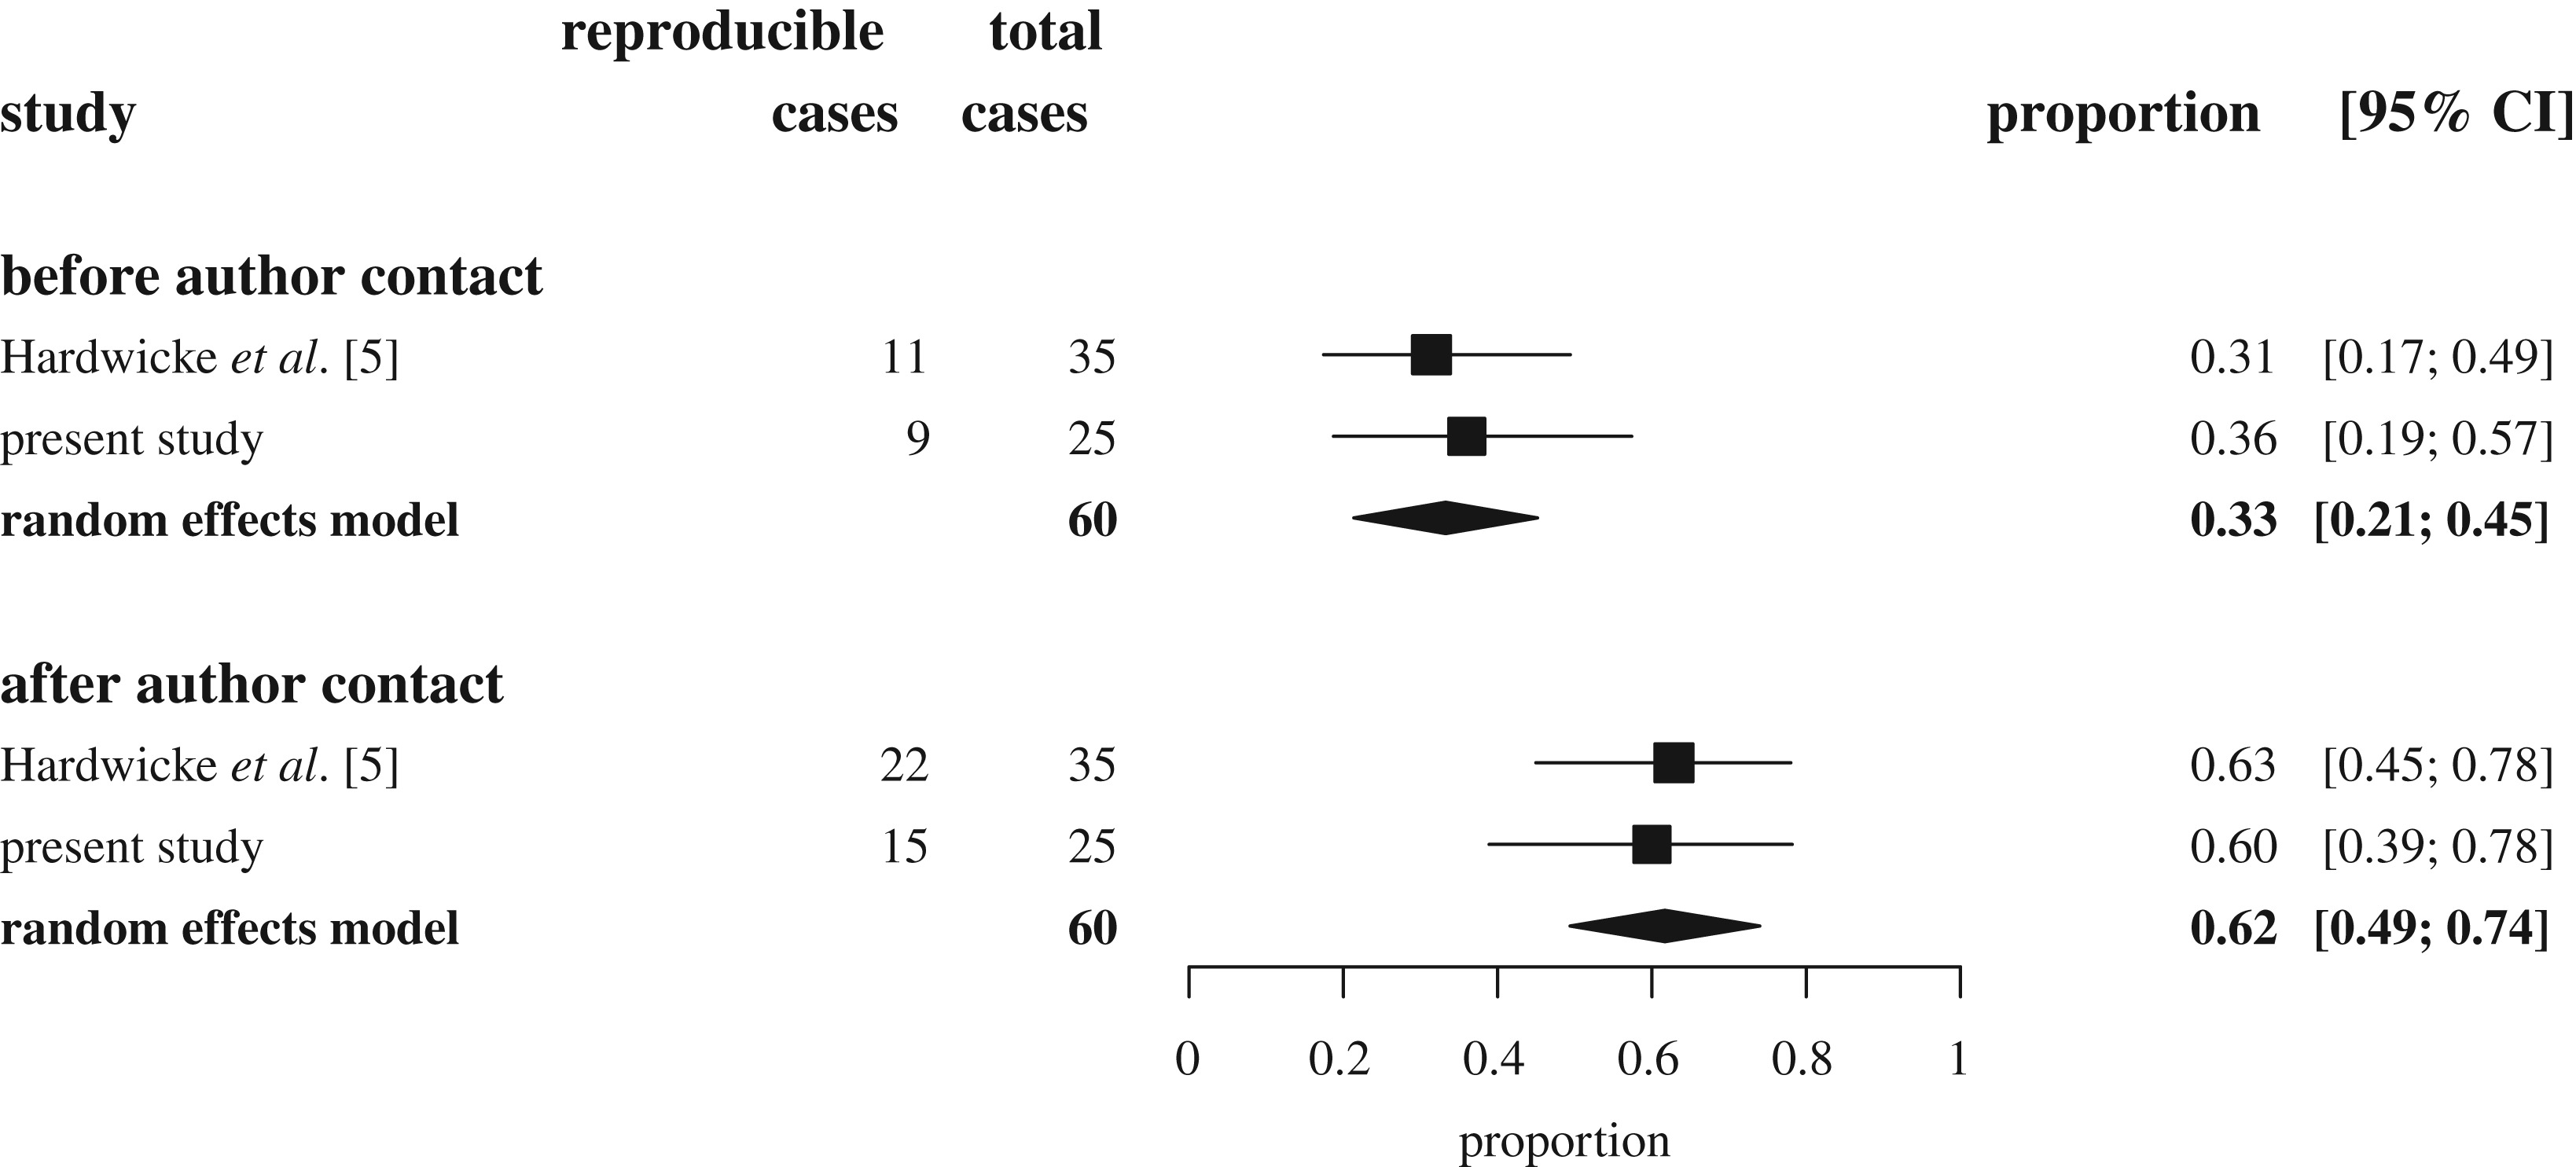 reproducible total
study cases cases proportion [95% CI]
before author contact
Hardwicke et al. [5] 11 35 0.31 [0.17; 0.49]
present study 9 25 0.36 [0.19; 0.57]
random effects model 60 0.33 [0.21; 0.45]
after author contact
Hardwicke et al. [5] 22 35 0.63 [0.45; 0.78]
present study 15 25 0.60 [0.39; 0.78]
random effects model 60 0.62 [0.49; 0.74]
0 0.2 0.4 0.6 0.8 1
proportion